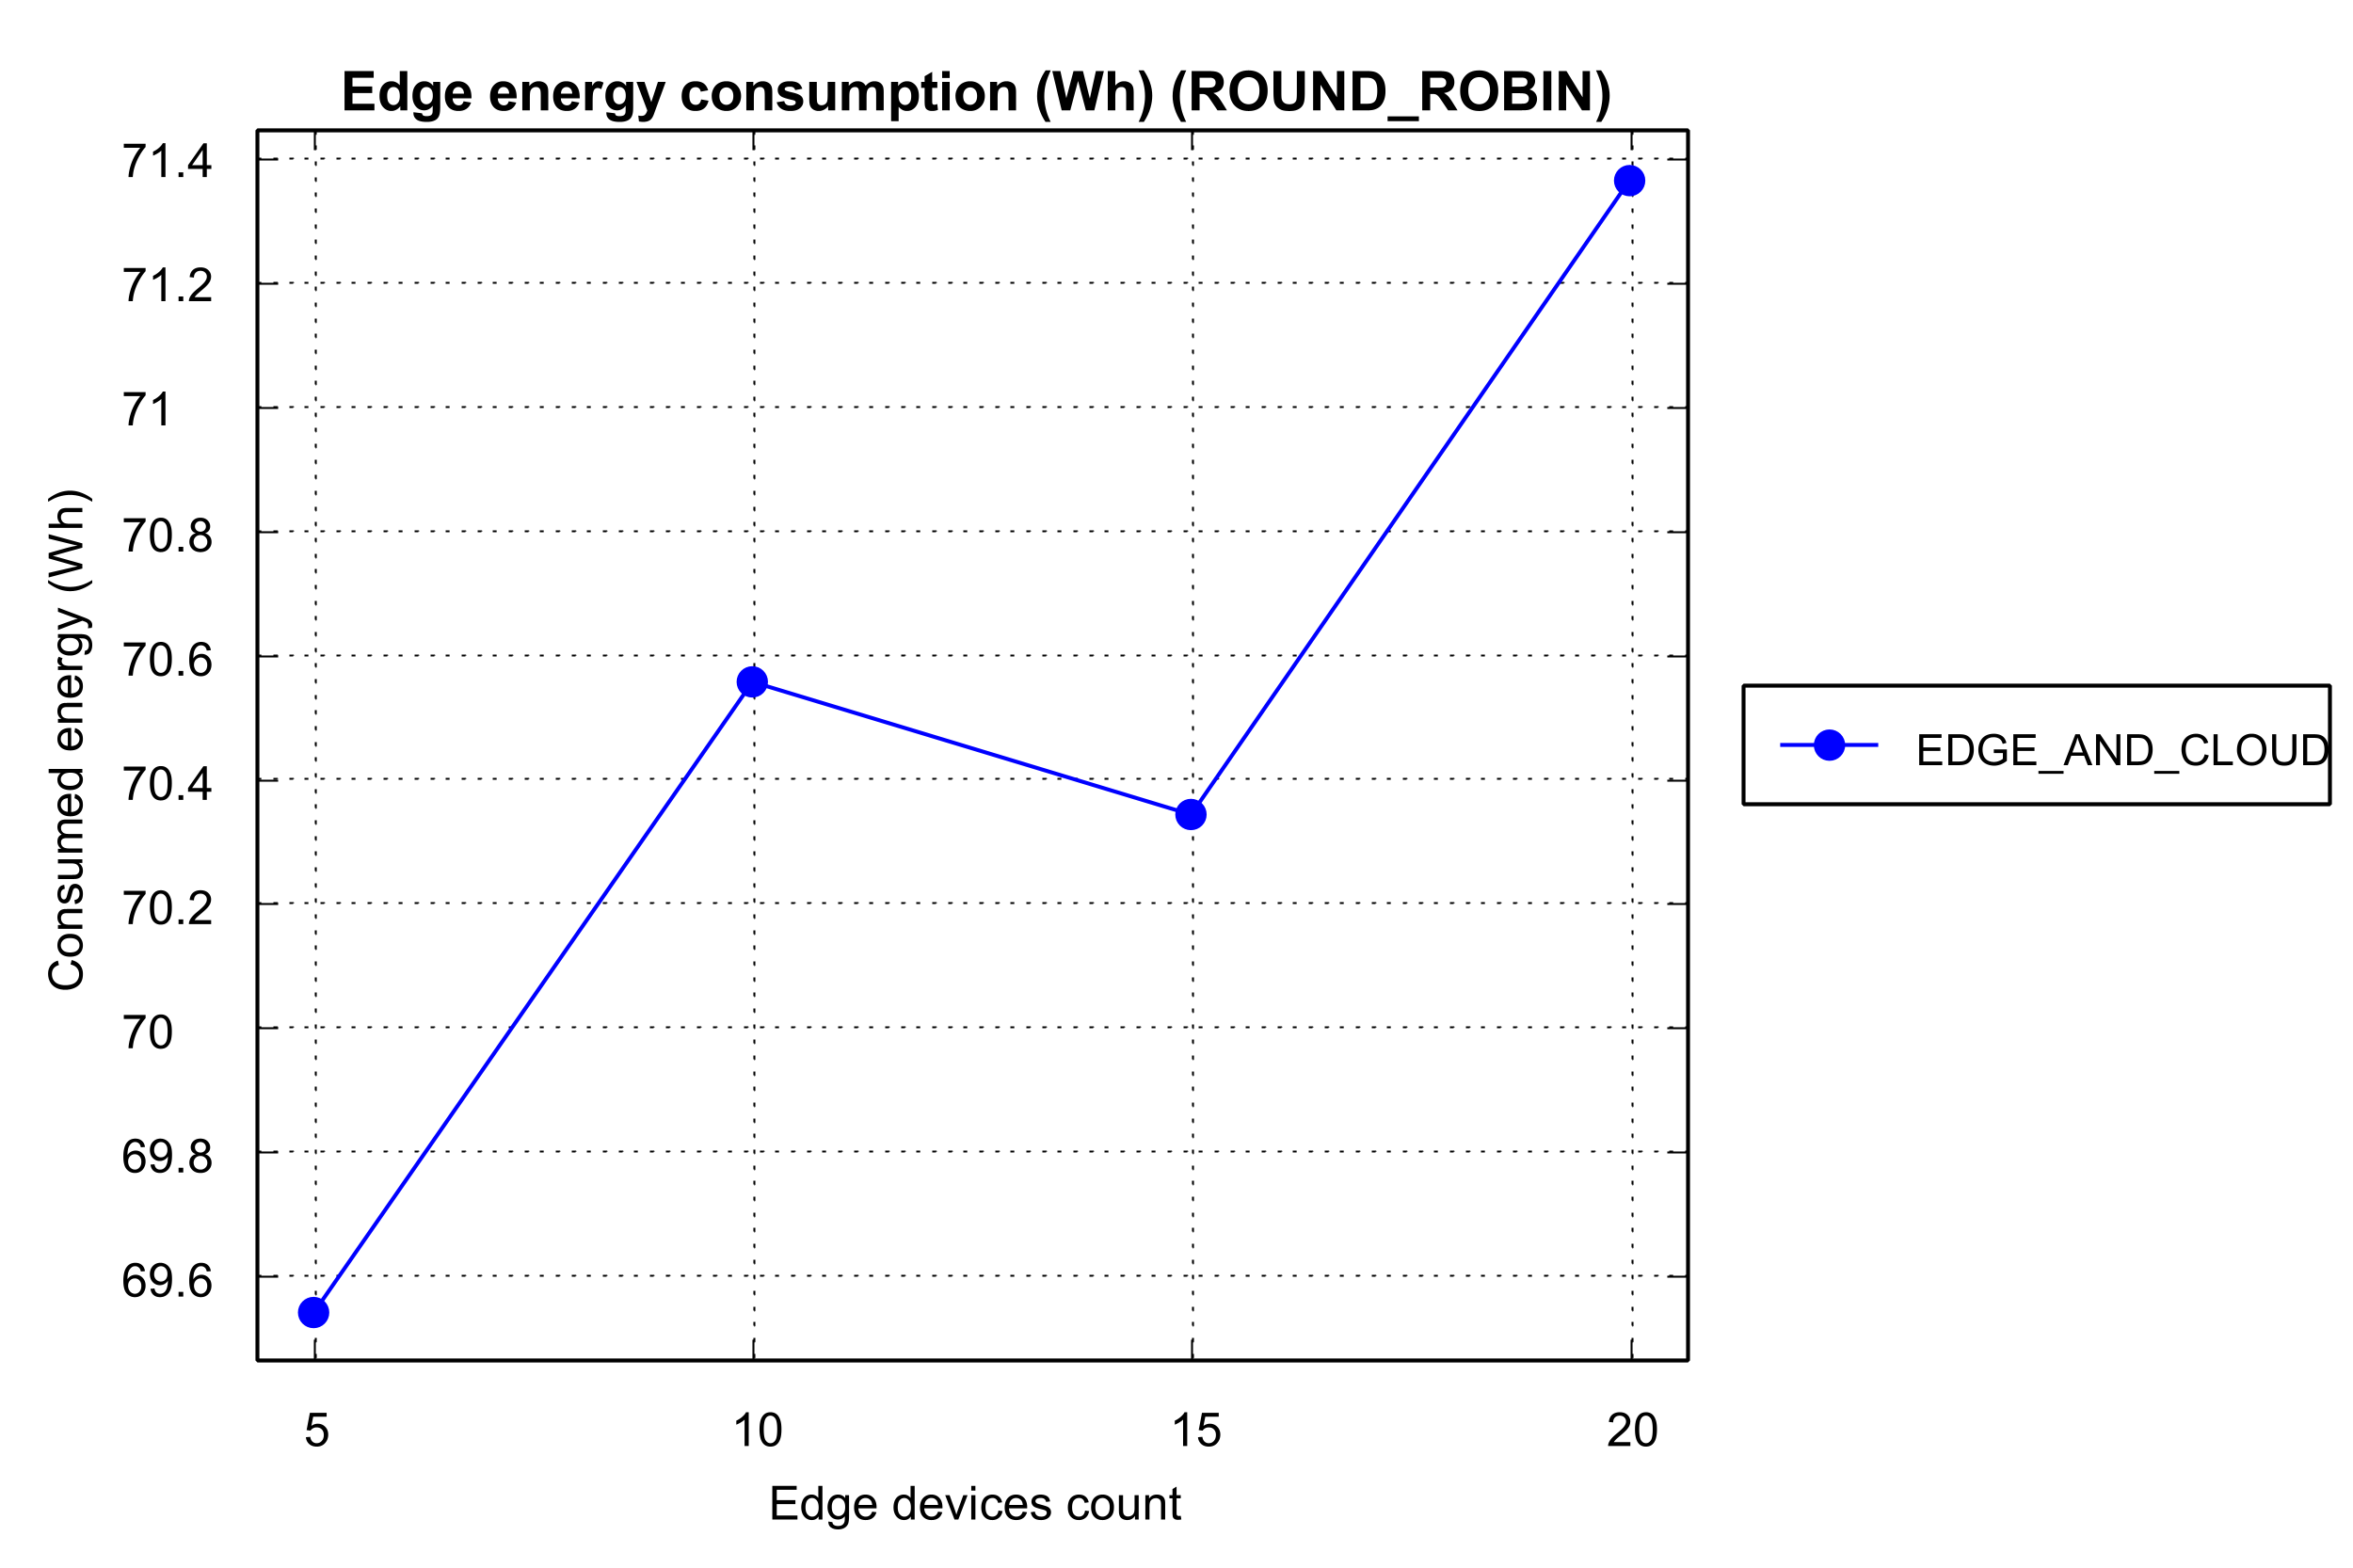 Edge energy consumption (Wh) (ROUND_ROBIN)
71.4
71.2
71
70.8
70.6
70.4
70.2
70
69.8
69.6
Consumed energy (Wh)
5 10 15 20
Edge devices count
EDGE_AND_CLOUD